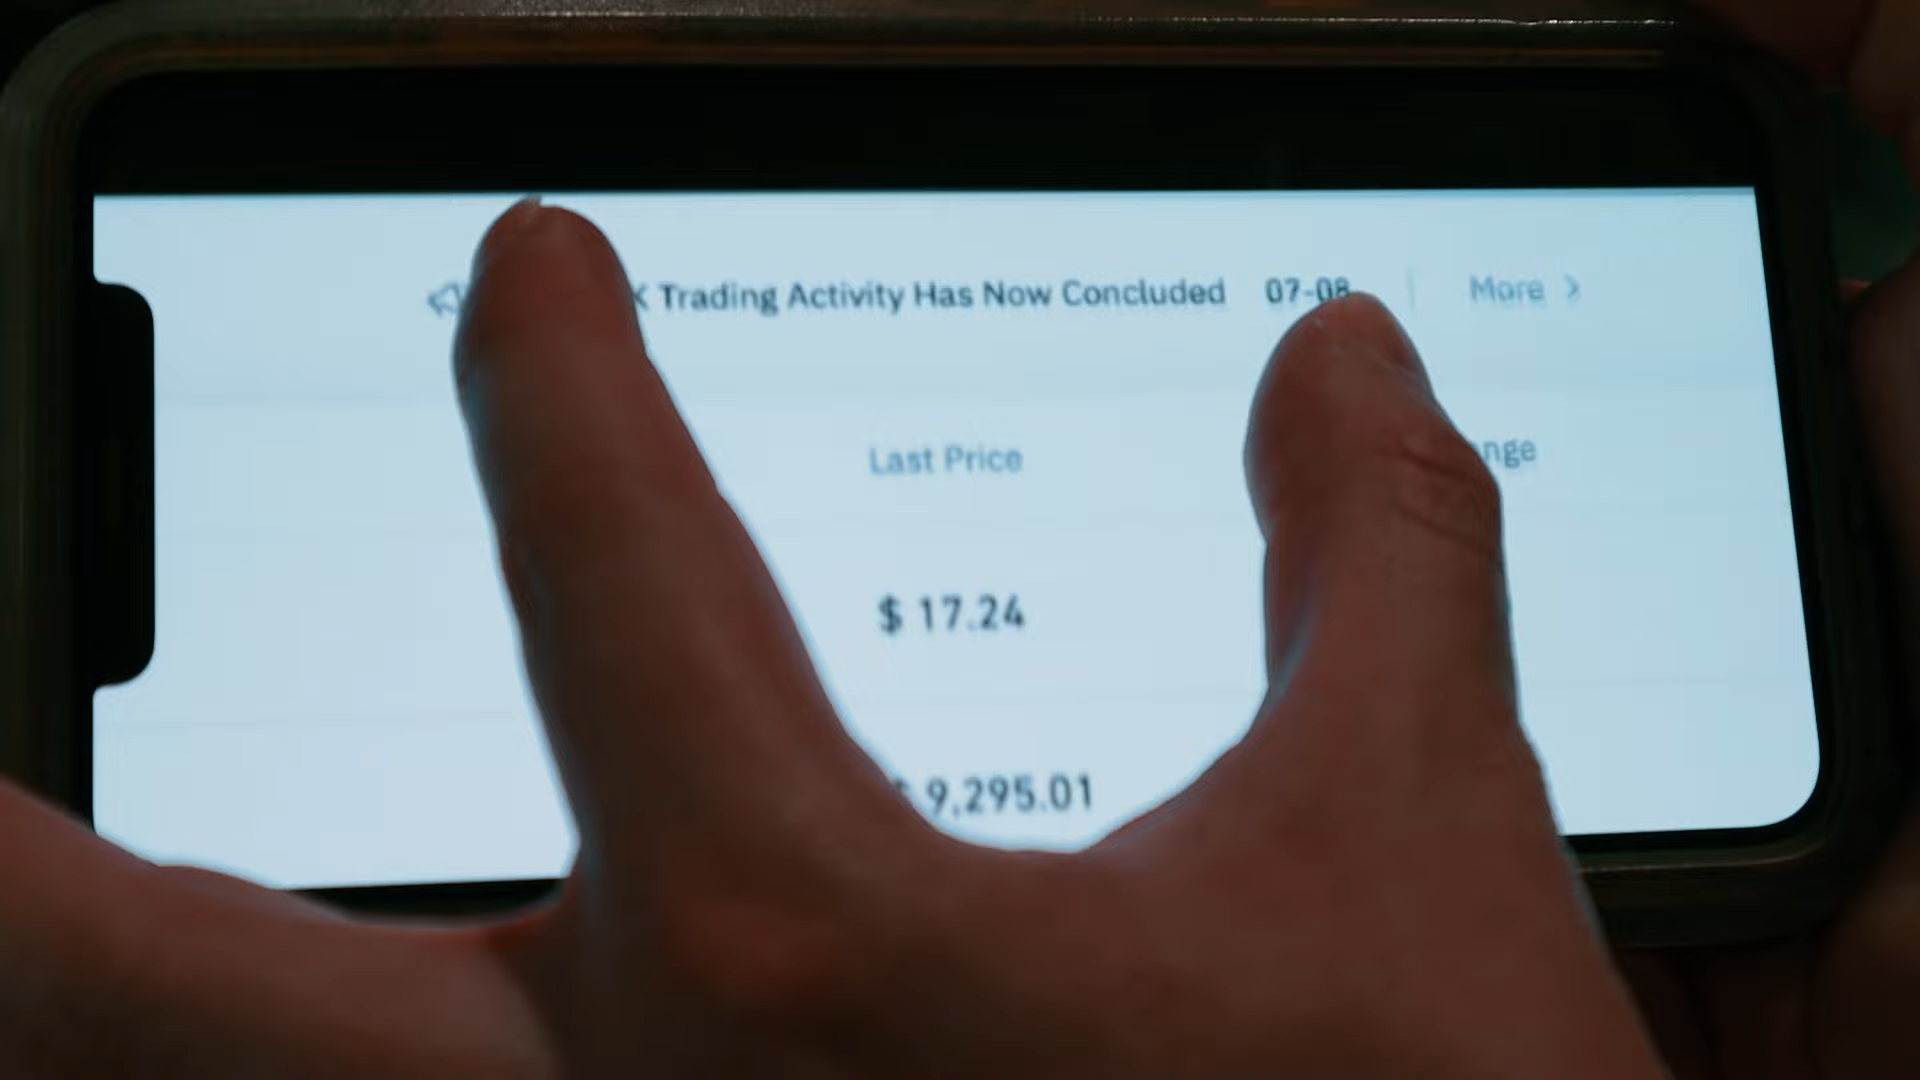 Trading Activity Has Now Concluded 07-08 More >
Last Price
$ 17.24
$ 9,295.01